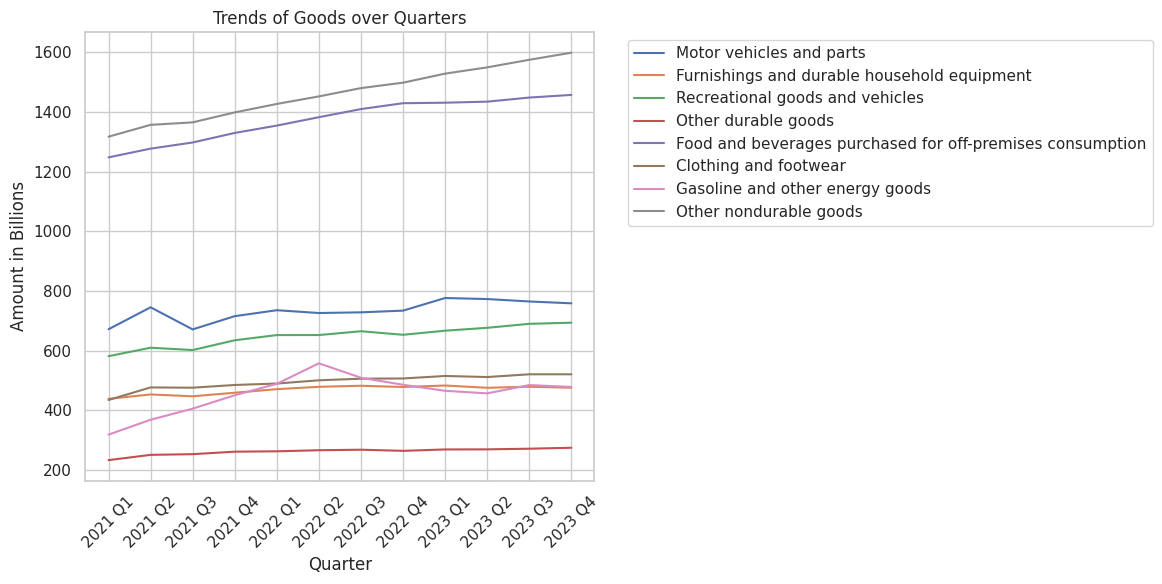 Trends of Goods over Quarters
Amount in Billions
1600
1400
1200
1000
800
600
400
200
2021 Q1
2021 Q2
2021 Q3
2021 Q4
2022 Q1
2022 Q2
2022 Q3
2022 Q4
2023 Q1
2023 Q2
2023 Q3
2023 Q4
Quarter
Motor vehicles and parts
Furnishings and durable household equipment
Recreational goods and vehicles
Other durable goods
Food and beverages purchased for off-premises consumption
Clothing and footwear
Gasoline and other energy goods
Other nondurable goods